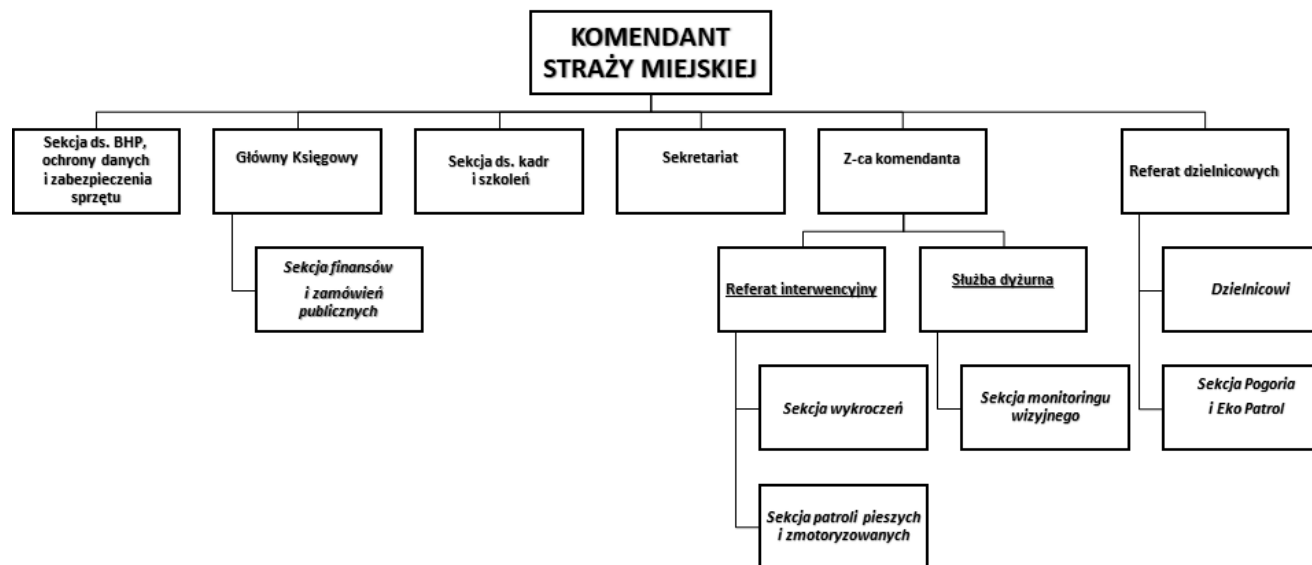 KOMENDANT
STRAŻY MIEJSKIEJ
Sekcja ds. BHP,
ochrony danych
i zabezpieczenia
sprzętu
Główny Księgowy
Sekcja ds. kadr
i szkoleń
Sekretariat
Z-ca komendanta
Referat dzielnicowych
Sekcja finansów
i zamówień
publicznych
Referat interwencyjny
Służba dyżurna
Dzielnicowi
Sekcja wykroczeń
Sekcja monitoringu
wizyjnego
Sekcja Pogoria
i Eko Patrol
Sekcja patroli pieszych
i zmotoryzowanych